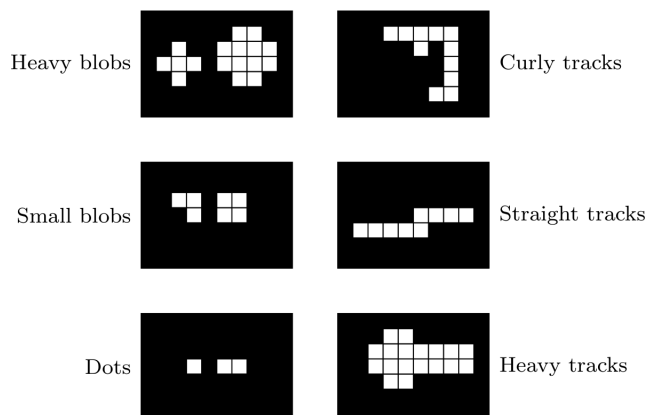 Heavy blobs
Curly tracks
Small blobs
Straight tracks
Dots
Heavy tracks